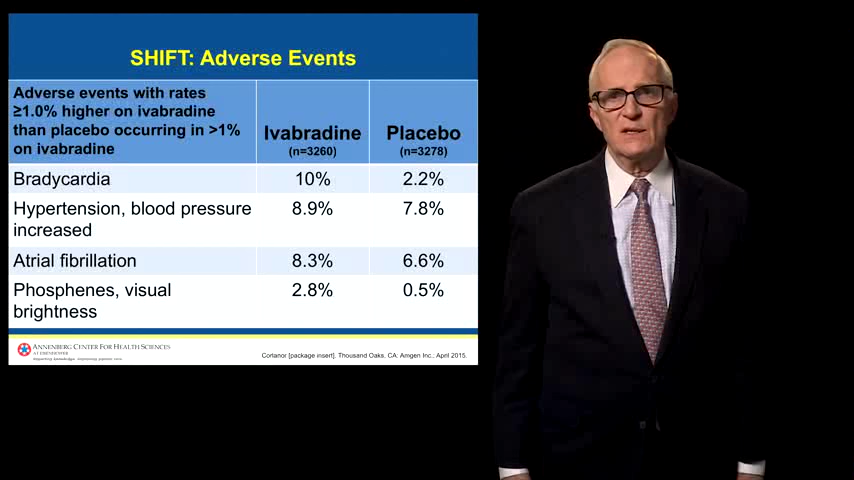 SHIFT: Adverse Events
Adverse events with rates
≥1.0% higher on ivabradine
than placebo occurring in >1%
on ivabradine
Ivabradine
(n=3260)
Placebo
(n=3278)
Bradycardia 10% 2.2%
Hypertension, blood pressure
increased
8.9% 7.8%
Atrial fibrillation 8.3% 6.6%
Phosphenes, visual
brightness
2.8% 0.5%
ANNENBERG CENTER FOR HEALTH SCIENCES
AT EISENHOWER
Corlanor [package insert]. Thousand Oaks, CA: Amgen Inc.; April 2015.